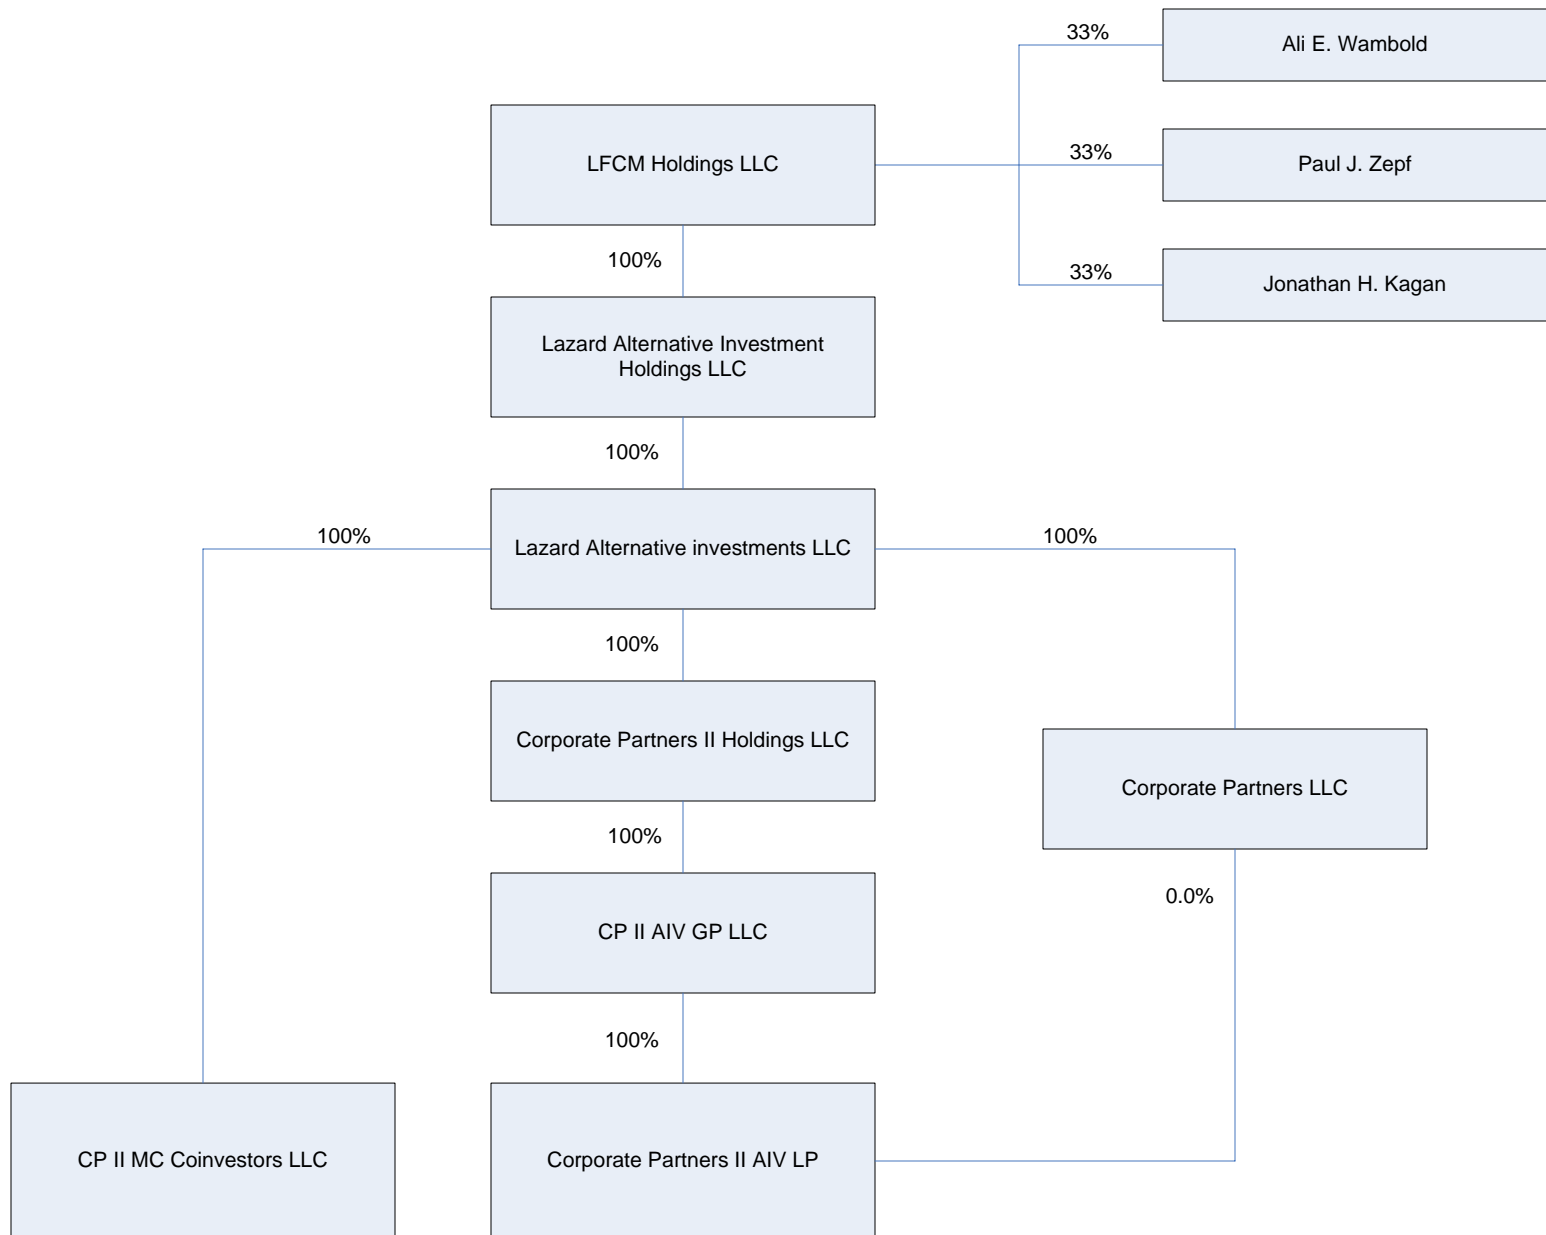 33%
Ali E. Wambold
LFCM Holdings LLC
33%
Paul J. Zepf
33%
Jonathan H. Kagan
100%
Lazard Alternative Investment
Holdings LLC
100%
100%
Lazard Alternative investments LLC
100%
100%
Corporate Partners II Holdings LLC
Corporate Partners LLC
100%
0.0%
CP II AIV GP LLC
100%
CP II MC Coinvestors LLC
Corporate Partners II AIV LP